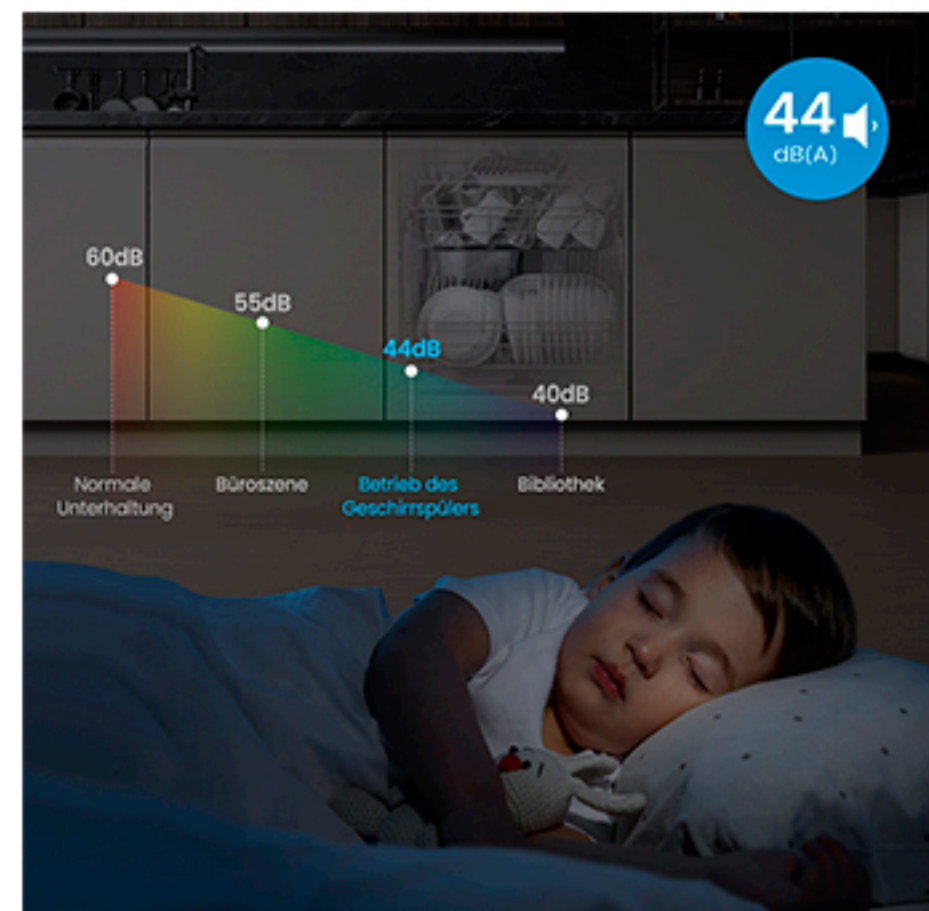 44
dB(A)
60dB
55dB
44dB
40dB
Normale
Unterhaltung
Büroszene
Betrieb des
Geschirrspülers
Bibliothek